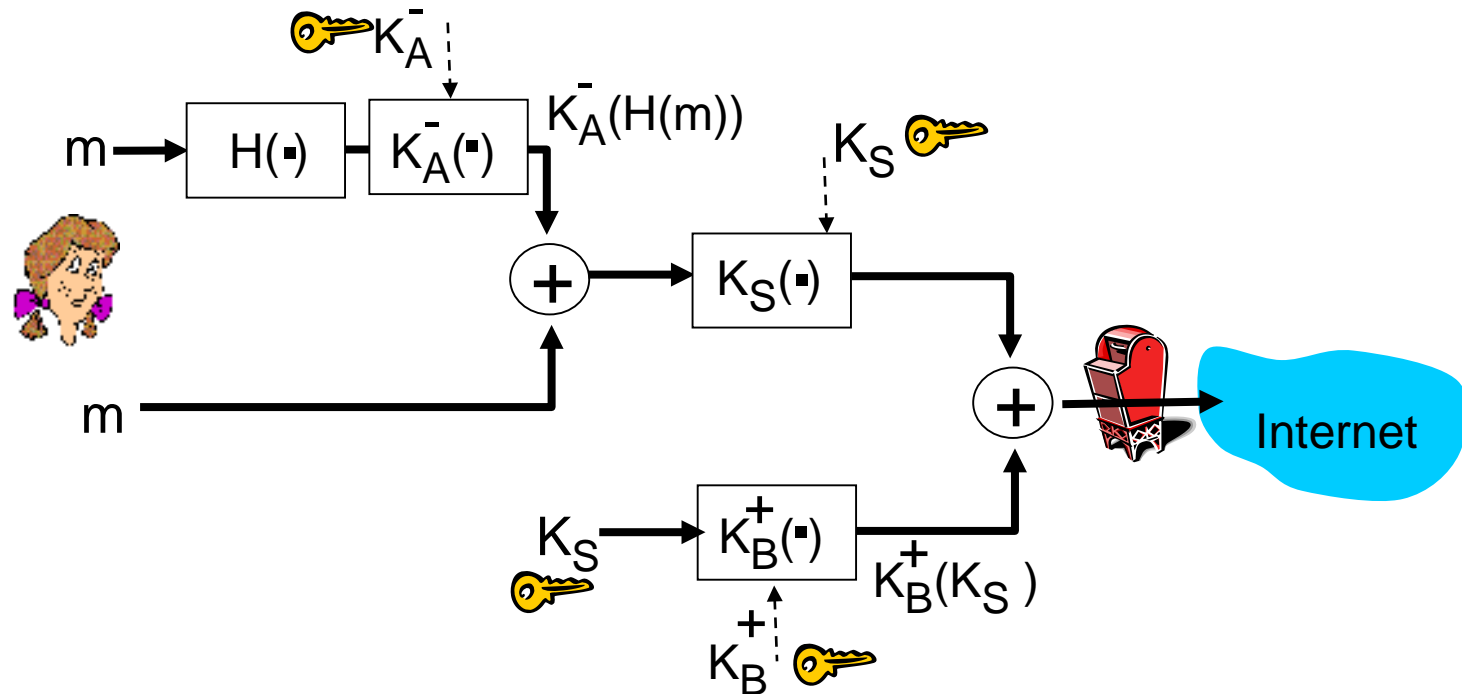 K_A^-
m
H(▪)
K_A^-(▪)
K_A^-(H(m))
K_S
+
K_S(▪)
m
+
Internet
K_S
K_B^+(▪)
K_B^+(K_S )
K_B^+